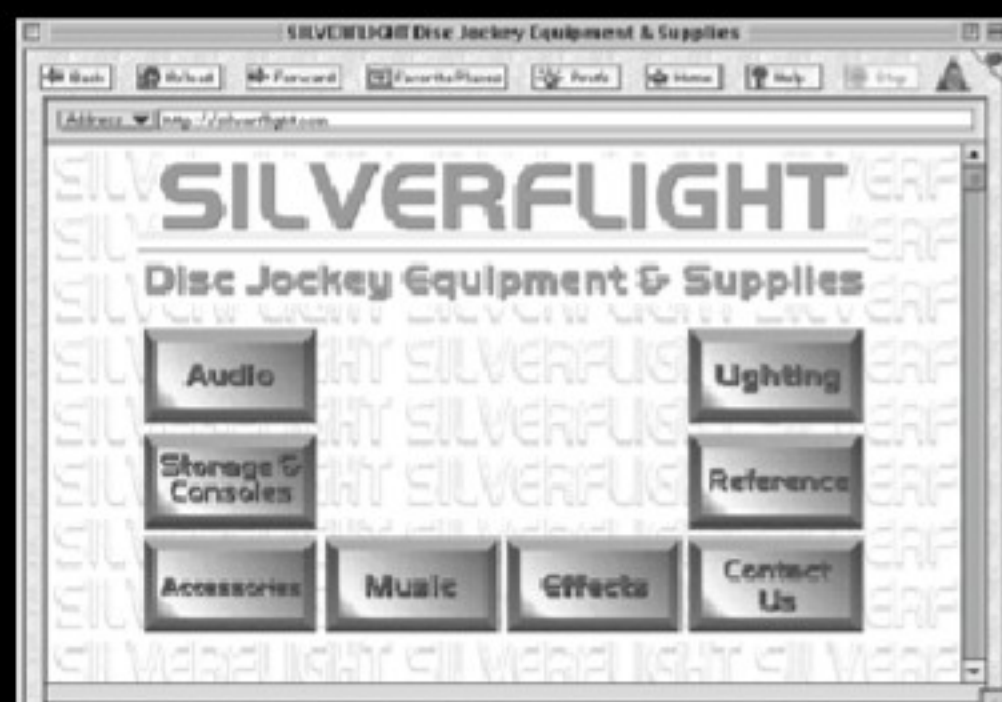 SILVERFLIGHT Disc Jockey Equipment & Supplies
Back Reload Forward Favorite Places Prefs Home Help Stop
Address http://silverflight.com
SILVERFLIGHT
Disc Jockey Equipment & Supplies
Audio
Lighting
Storage &
Consoles
Reference
Accessories
Music
Effects
Contact
Us